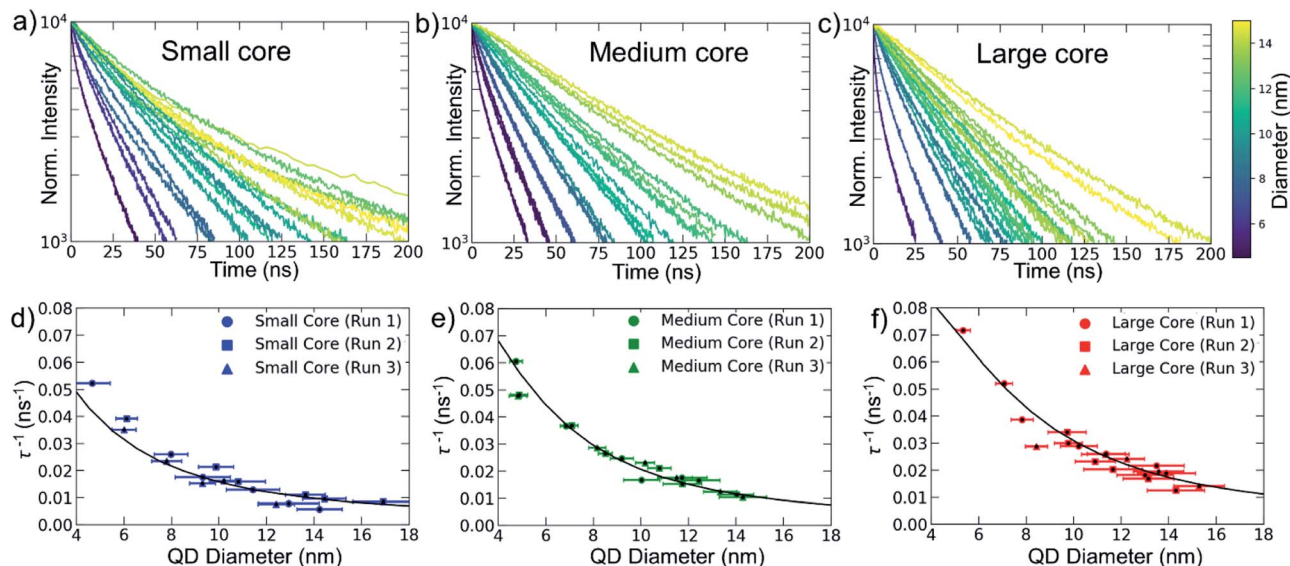 a) Small core
b) Medium core
c) Large core
10⁴
10³
Norm. Intensity
0 25 50 75 100 125 150 175 200
Time (ns)
10⁴
10³
Norm. Intensity
0 25 50 75 100 125 150 175 200
Time (ns)
10⁴
10³
Norm. Intensity
0 25 50 75 100 125 150 175 200
Time (ns)
14
12
10
8
6
Diameter (nm)
d)
Small Core (Run 1)
Small Core (Run 2)
Small Core (Run 3)
0.08
0.07
0.06
0.05
0.04
0.03
0.02
0.01
0.00
τ⁻¹ (ns⁻¹)
4 6 8 10 12 14 16 18
QD Diameter (nm)
e)
Medium Core (Run 1)
Medium Core (Run 2)
Medium Core (Run 3)
0.08
0.07
0.06
0.05
0.04
0.03
0.02
0.01
0.00
τ⁻¹ (ns⁻¹)
4 6 8 10 12 14 16 18
QD Diameter (nm)
f)
Large Core (Run 1)
Large Core (Run 2)
Large Core (Run 3)
0.08
0.07
0.06
0.05
0.04
0.03
0.02
0.01
0.00
τ⁻¹ (ns⁻¹)
4 6 8 10 12 14 16 18
QD Diameter (nm)